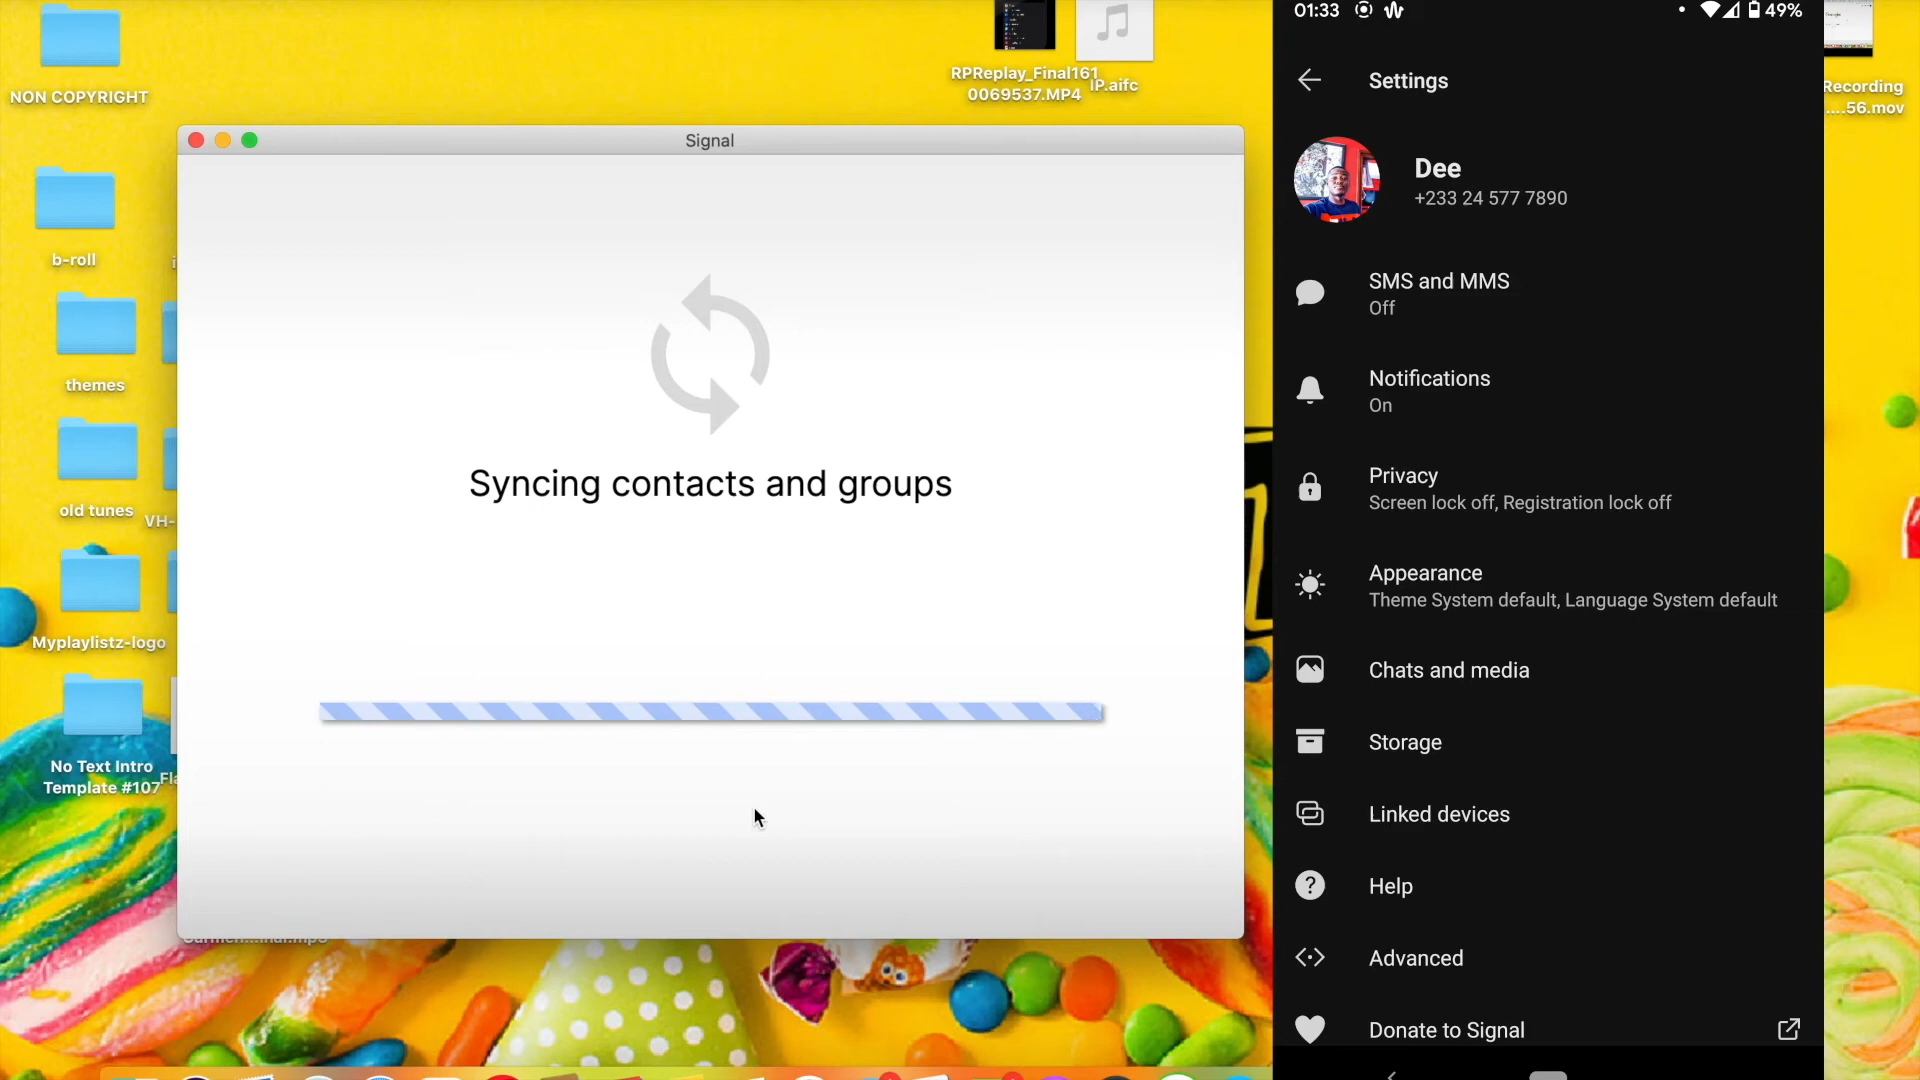 NON COPYRIGHT
b-roll
themes
old tunes
VH-
Myplaylistz-logo
No Text Intro
Template #107
RPReplay_Final161
0069537.MP4
IP.aifc
Recording
....56.mov
Signal
Syncing contacts and groups
01:33
49%
Settings
Dee
+233 24 577 7890
SMS and MMS
Off
Notifications
On
Privacy
Screen lock off, Registration lock off
Appearance
Theme System default, Language System default
Chats and media
Storage
Linked devices
Help
Advanced
Donate to Signal